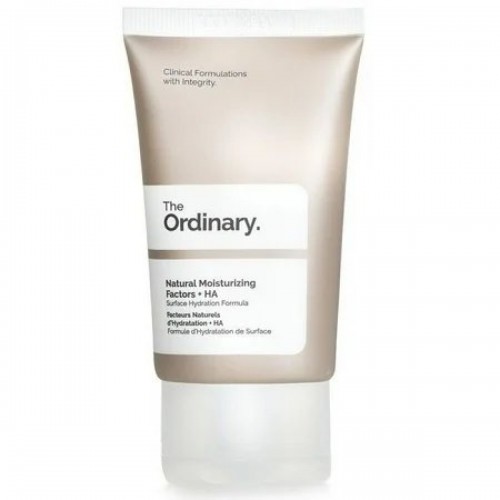 Clinical Formulations
with Integrity.
The
Ordinary.
Natural Moisturizing
Factors + HA
Surface Hydration Formula
Facteurs Naturels
d'Hydratation + HA
Formule d'Hydratation de Surface